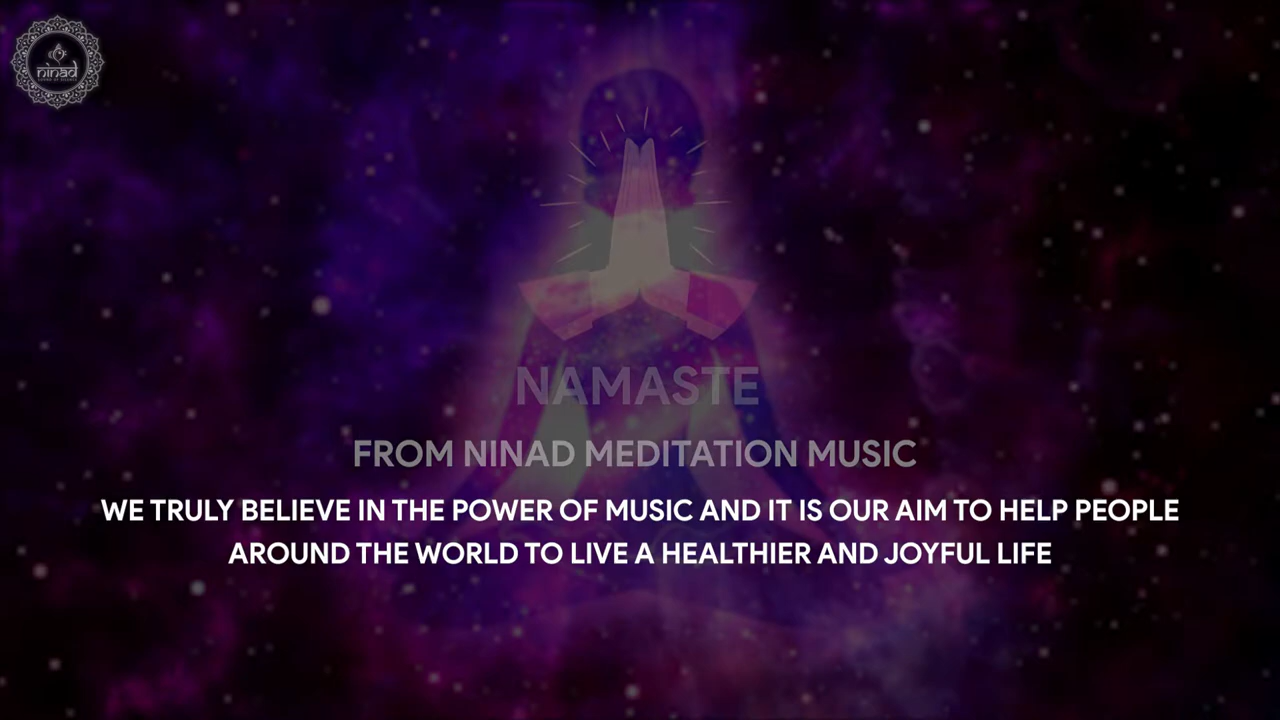 ninad
NAMASTE
FROM NINAD MEDITATION MUSIC
WE TRULY BELIEVE IN THE POWER OF MUSIC AND IT IS OUR AIM TO HELP PEOPLE
AROUND THE WORLD TO LIVE A HEALTHIER AND JOYFUL LIFE